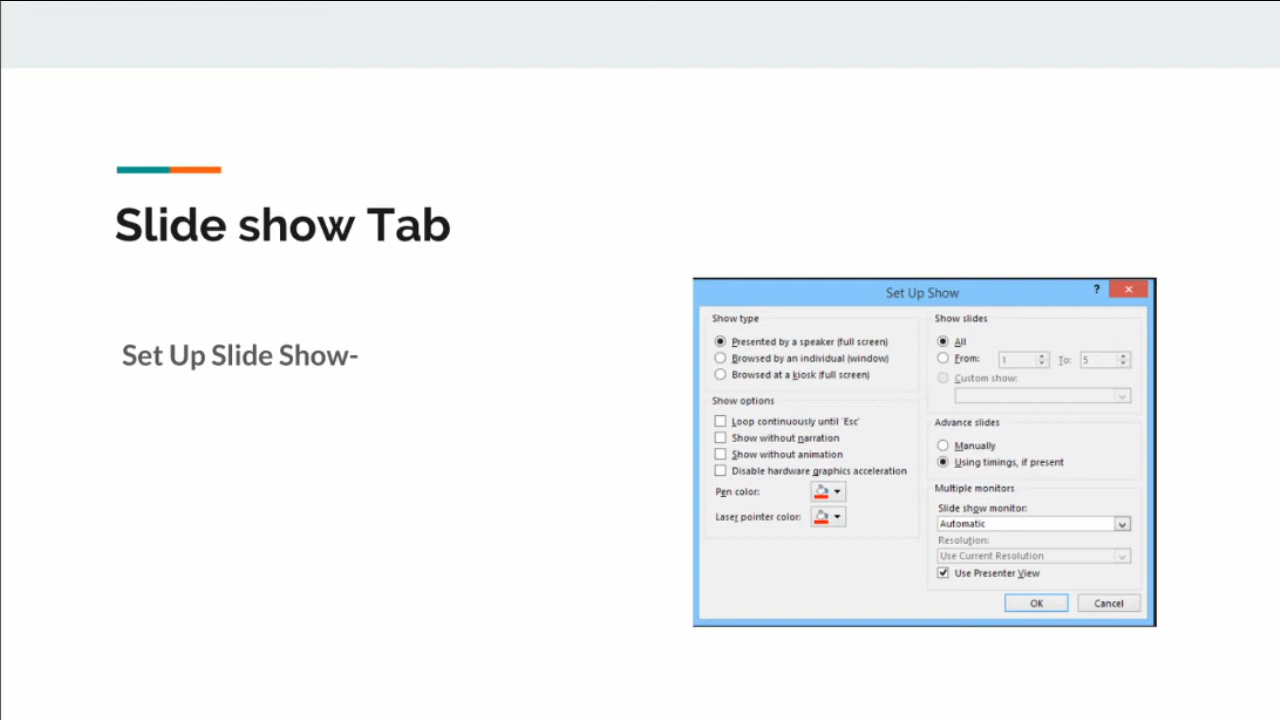 Slide show Tab
Set Up Slide Show-
Set Up Show
?
Show type
Presented by a speaker (full screen)
Browsed by an individual (window)
Browsed at a kiosk (full screen)
Show options
Loop continuously until 'Esc'
Show without narration
Show without animation
Disable hardware graphics acceleration
Pen color:
Laser pointer color:
Show slides
All
From: 1 To: 5
Custom show:
Advance slides
Manually
Using timings, if present
Multiple monitors
Slide show monitor:
Automatic
Resolution:
Use Current Resolution
Use Presenter View
OK Cancel